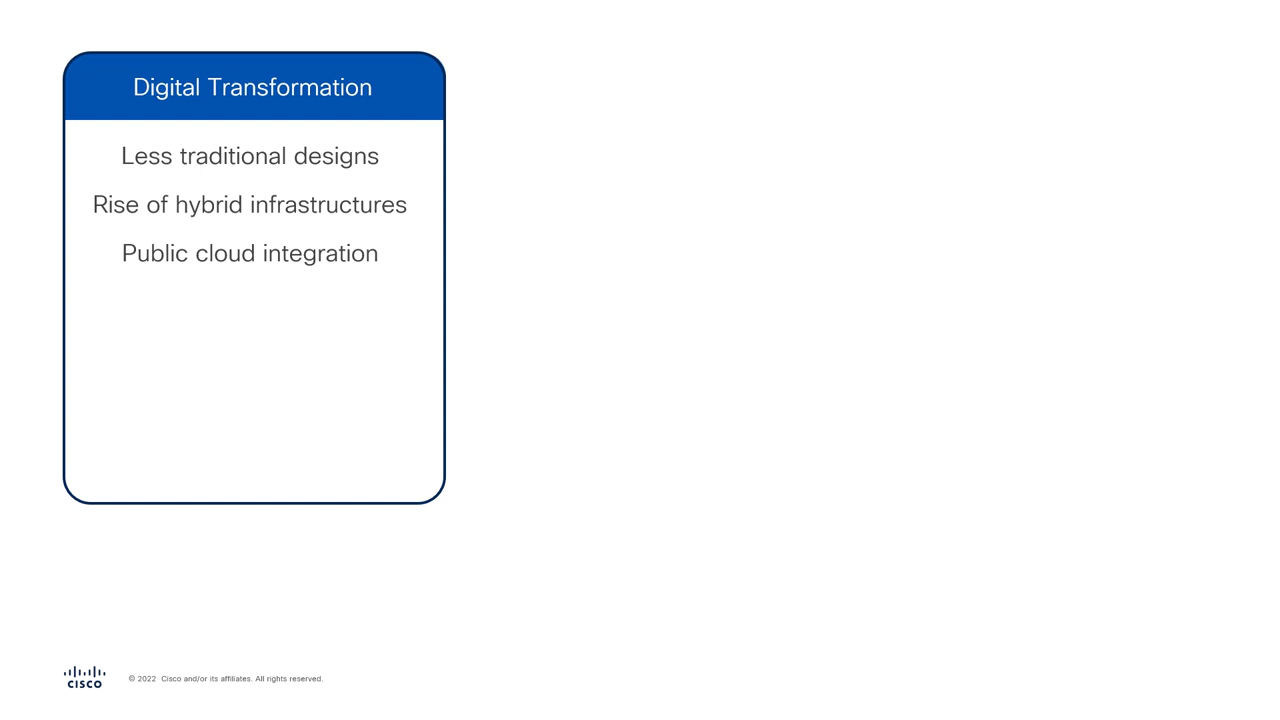 Digital Transformation
Less traditional designs
Rise of hybrid infrastructures
Public cloud integration
CISCO
© 2022 Cisco and/or its affiliates. All rights reserved.